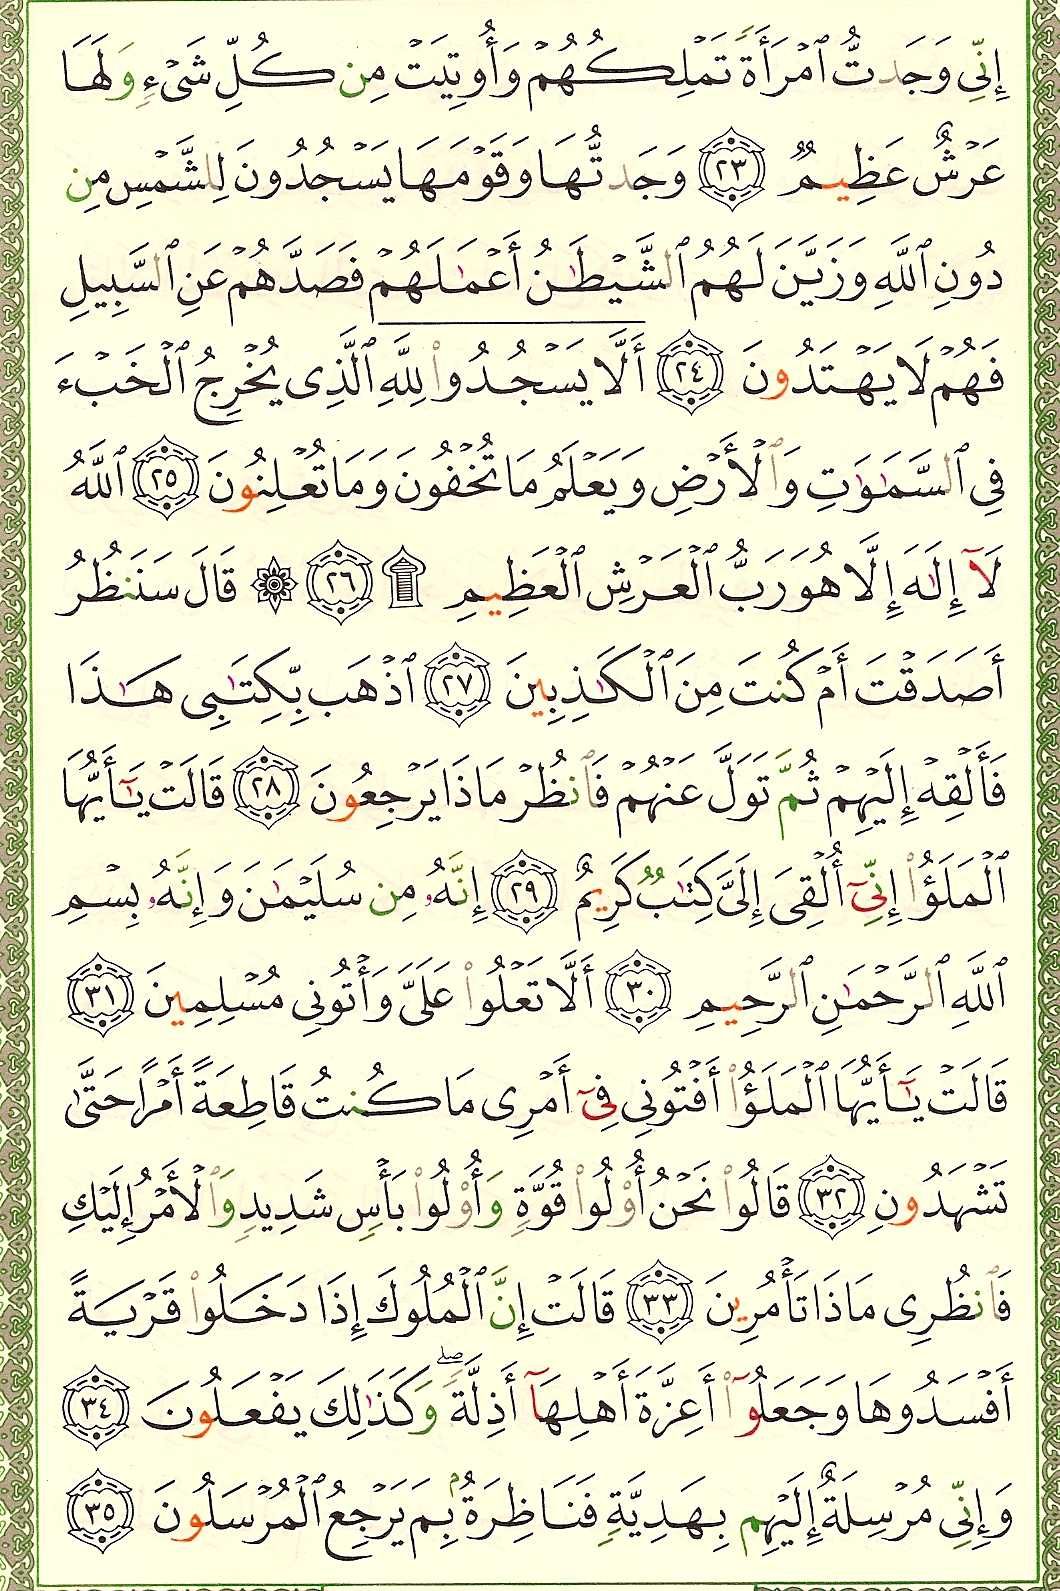 إِنِّى وَجَدتُّ ٱمْرَأَةً تَمْلِكُهُمْ وَأُوتِيَتْ مِن كُلِّ شَىْءٍ وَلَهَا
عَرْشٌ عَظِيمٌ ٢٣ وَجَدتُّهَا وَقَوْمَهَا يَسْجُدُونَ لِلشَّمْسِ مِن
دُونِ ٱللَّهِ وَزَيَّنَ لَهُمُ ٱلشَّيْطَٰنُ أَعْمَٰلَهُمْ فَصَدَّهُمْ عَنِ ٱلسَّبِيلِ
فَهُمْ لَا يَهْتَدُونَ ٢٤ أَلَّا يَسْجُدُوا۟ لِلَّهِ ٱلَّذِى يُخْرِجُ ٱلْخَبْءَ
فِى ٱلسَّمَٰوَٰتِ وَٱلْأَرْضِ وَيَعْلَمُ مَا تُخْفُونَ وَمَا تُعْلِنُونَ ٢٥ ٱللَّهُ
لَآ إِلَٰهَ إِلَّا هُوَ رَبُّ ٱلْعَرْشِ ٱلْعَظِيمِ ۩ ٢٦ ۞ قَالَ سَنَنظُرُ
أَصَدَقْتَ أَمْ كُنتَ مِنَ ٱلْكَٰذِبِينَ ٢٧ ٱذْهَب بِّكِتَٰبِى هَٰذَا
فَأَلْقِهْ إِلَيْهِمْ ثُمَّ تَوَلَّ عَنْهُمْ فَٱنظُرْ مَاذَا يَرْجِعُونَ ٢٨ قَالَتْ يَٰٓأَيُّهَا
ٱلْمَلَؤُا۟ إِنِّىٓ أُلْقِىَ إِلَىَّ كِتَٰبٌ كَرِيمٌ ٢٩ إِنَّهُۥ مِن سُلَيْمَٰنَ وَإِنَّهُۥ بِسْمِ
ٱللَّهِ ٱلرَّحْمَٰنِ ٱلرَّحِيمِ ٣٠ أَلَّا تَعْلُوا۟ عَلَىَّ وَأْتُونِى مُسْلِمِينَ ٣١
قَالَتْ يَٰٓأَيُّهَا ٱلْمَلَؤُا۟ أَفْتُونِى فِىٓ أَمْرِى مَا كُنتُ قَاطِعَةً أَمْرًا حَتَّىٰ
تَشْهَدُونِ ٣٢ قَالُوا۟ نَحْنُ أُو۟لُوا۟ قُوَّةٍ وَأُو۟لُوا۟ بَأْسٍ شَدِيدٍ وَٱلْأَمْرُ إِلَيْكِ
فَٱنظُرِى مَاذَا تَأْمُرِينَ ٣٣ قَالَتْ إِنَّ ٱلْمُلُوكَ إِذَا دَخَلُوا۟ قَرْيَةً
أَفْسَدُوهَا وَجَعَلُوٓا۟ أَعِزَّةَ أَهْلِهَآ أَذِلَّةً ۖ وَكَذَٰلِكَ يَفْعَلُونَ ٣٤
وَإِنِّى مُرْسِلَةٌ إِلَيْهِم بِهَدِيَّةٍ فَنَاظِرَةٌۢ بِمَ يَرْجِعُ ٱلْمُرْسَلُونَ ٣٥